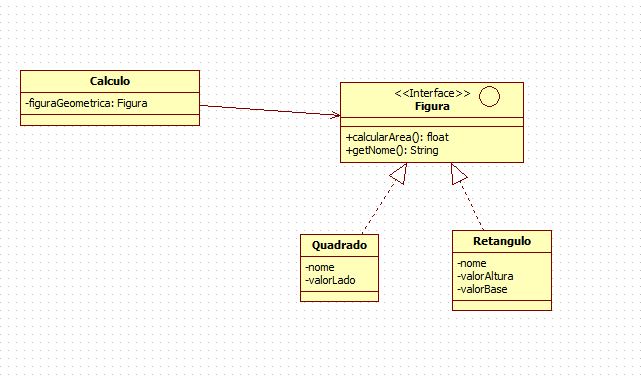 Calculo
-figuraGeometrica: Figura
<<Interface>>
Figura
+calcularArea(): float
+getNome(): String
Quadrado
-nome
-valorLado
Retangulo
-nome
-valorAltura
-valorBase